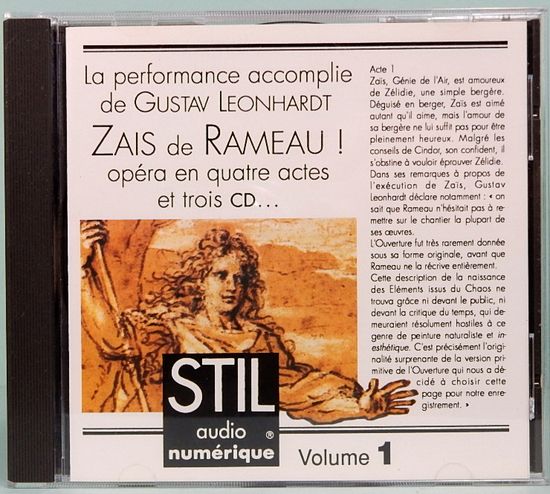 La performance accomplie
de GUSTAV LEONHARDT
ZAIS de RAMEAU !
opéra en quatre actes
et trois CD...
Acte 1
Zaïs, Génie de l'Air, est amoureux
de Zélidie, une simple bergère.
Déguisé en berger, Zaïs est aimé
autant qu'il aime, mais l'amour de
sa bergère ne lui suffit pas pour être
pleinement heureux. Malgré les
conseils de Cindor, son confident, il
s'obstine à vouloir éprouver Zélidie.
Dans ses remarques à propos de
l'exécution de Zaïs, Gustav
Leonhardt déclare notamment : « on
sait que Rameau n'hésitait pas à re-
mettre sur le chantier la plupart de
ses œuvres.
L'Ouverture fut très rarement donnée
sous sa forme originale, avant que
Rameau ne la récrive entièrement.
Cette description de la naissance
des Eléments issus du Chaos ne
trouva grâce ni devant le public, ni
devant la critique du temps, qui de-
meuraient résolument hostiles à ce
genre de peinture naturaliste et in-
esthétique. C'est précisément l'origi-
nalité surprenante de la version pri-
mitive de l'Ouverture qui nous a dé-
cidé à choisir cette
page pour notre enre-
gistrement. »
STIL
audio ®
numérique
Volume 1